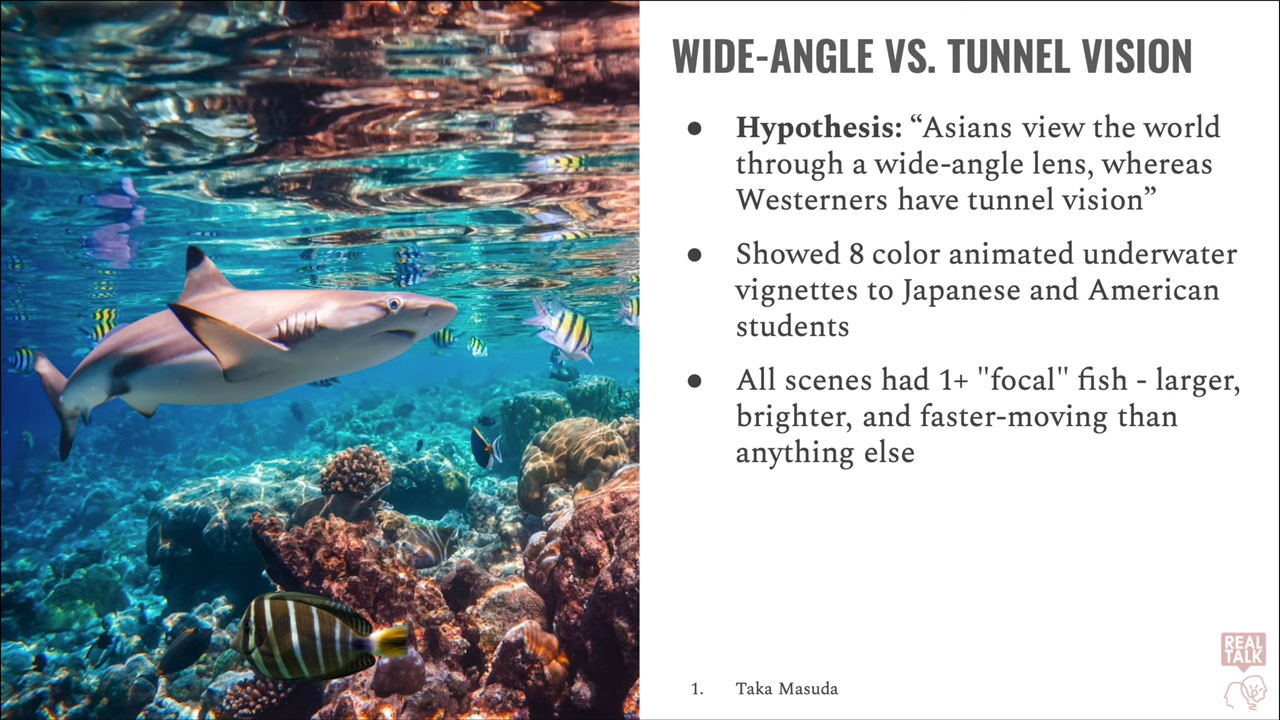 WIDE-ANGLE VS. TUNNEL VISION
● Hypothesis: “Asians view the world
through a wide-angle lens, whereas
Westerners have tunnel vision”
● Showed 8 color animated underwater
vignettes to Japanese and American
students
● All scenes had 1+ "focal" fish - larger,
brighter, and faster-moving than
anything else
1. Taka Masuda
REAL
TALK